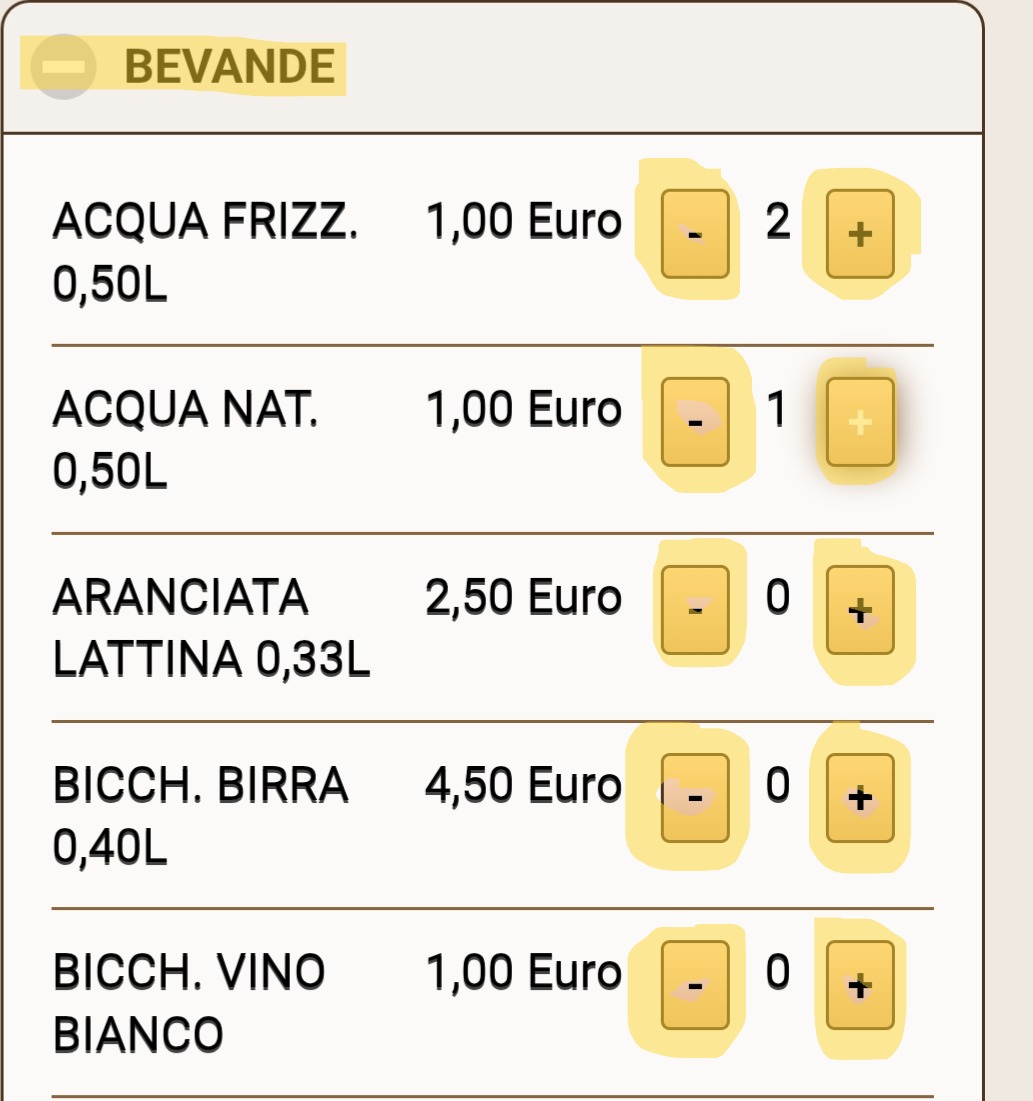 BEVANDE
ACQUA FRIZZ. 1,00 Euro - 2 +
0,50L
ACQUA NAT. 1,00 Euro - 1 +
0,50L
ARANCIATA 2,50 Euro - 0 +
LATTINA 0,33L
BICCH. BIRRA 4,50 Euro - 0 +
0,40L
BICCH. VINO 1,00 Euro - 0 +
BIANCO